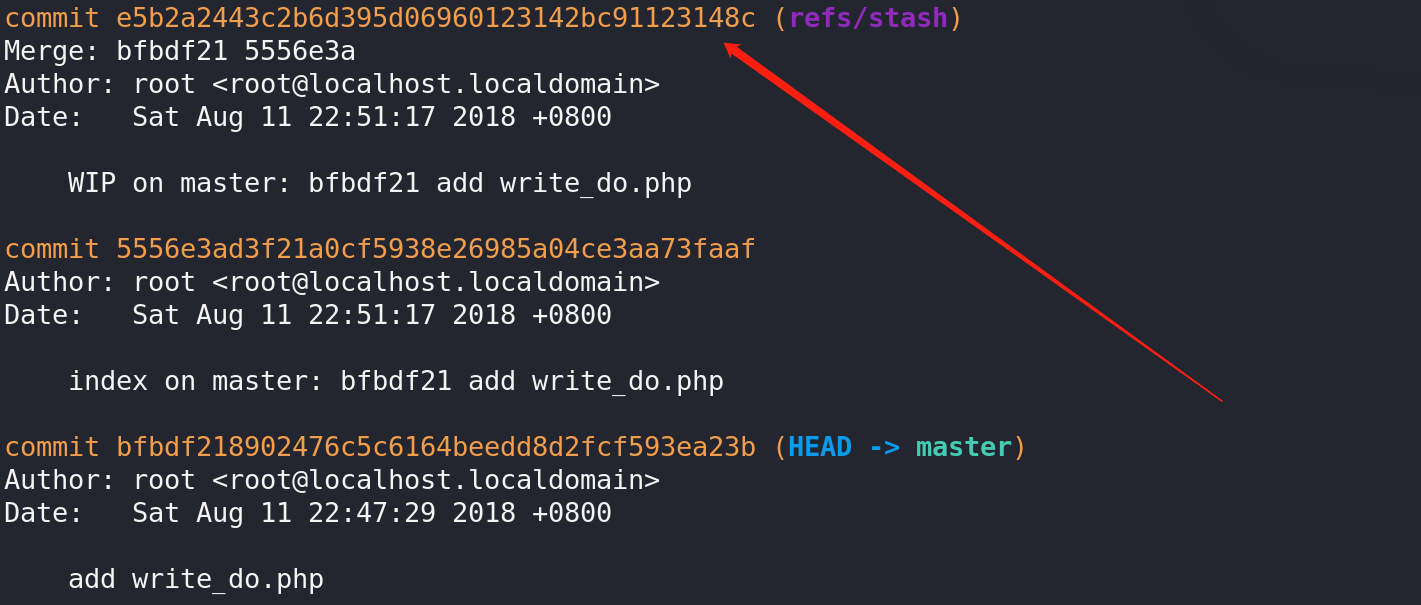 commit e5b2a2443c2b6d395d06960123142bc91123148c (refs/stash)
Merge: bfbdf21 5556e3a
Author: root <root@localhost.localdomain>
Date:   Sat Aug 11 22:51:17 2018 +0800
    WIP on master: bfbdf21 add write_do.php
commit 5556e3ad3f21a0cf5938e26985a04ce3aa73faaf
Author: root <root@localhost.localdomain>
Date:   Sat Aug 11 22:51:17 2018 +0800
    index on master: bfbdf21 add write_do.php
commit bfbdf218902476c5c6164beedd8d2fcf593ea23b (HEAD -> master)
Author: root <root@localhost.localdomain>
Date:   Sat Aug 11 22:47:29 2018 +0800
    add write_do.php